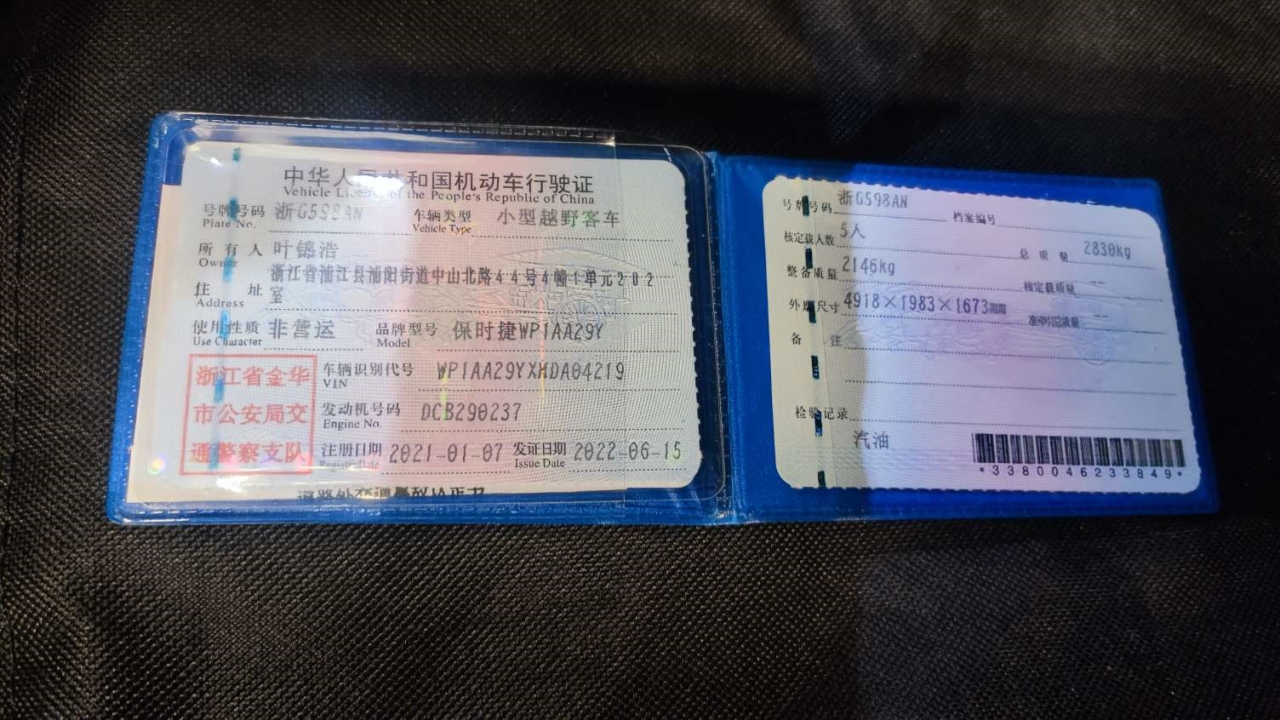 中华人民共和国机动车行驶证
Vehicle License of the People's Republic of China
号牌号码 浙G598AN 车辆类型 小型越野客车
Plate No. Vehicle Type
所有人 叶锦浩
Owner
浙江省浦江县浦阳街道中山北路44号4幢1单元202
住址 室
Address
使用性质 非营运 品牌型号 保时捷WP1AA29Y
Use Character Model
浙江省金华
市公安局交
通警察支队
车辆识别代号 WP1AA29YXMDA04219
VIN
发动机号码 DCB290237
Engine No.
注册日期 2021-01-07 发证日期 2022-06-15
Register Date Issue Date
号牌号码 浙G598AN 档案编号
核定载人数 5人 总质量 2830kg
整备质量 2146kg 核定载质量 --
外廓尺寸 4918×1983×1673mm 准牵引总质量 --
备注
检验记录
汽油
*3380046233849*